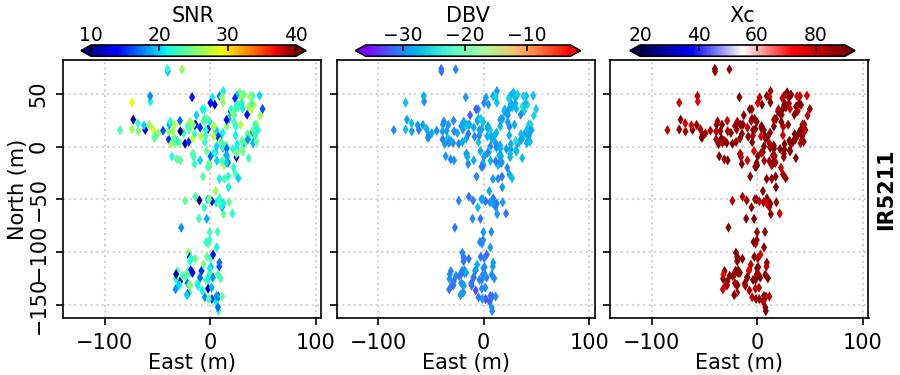 SNR DBV Xc
10 20 30 40 −30 −20 −10 20 40 60 80
50
0
−50
−100
−150
North (m)
−100 0 100 −100 0 100 −100 0 100
East (m) East (m) East (m)
IR5211